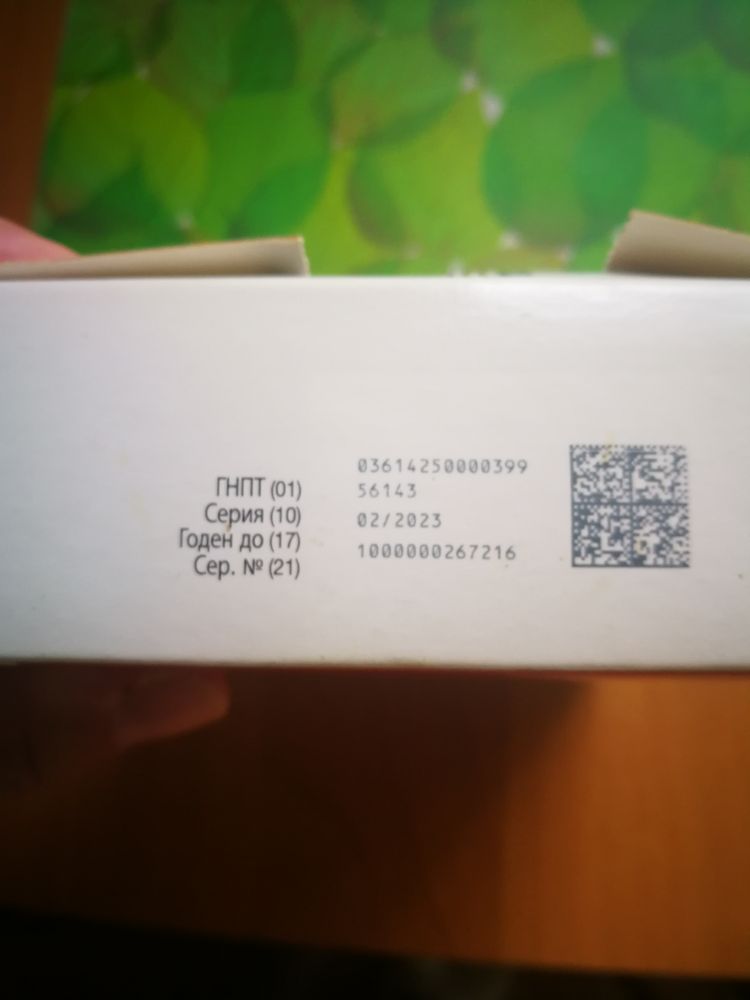 ГНПТ (01) 03614250000399
Серия (10) 56143
Годен до (17) 02/2023
Сер. № (21) 1000000267216